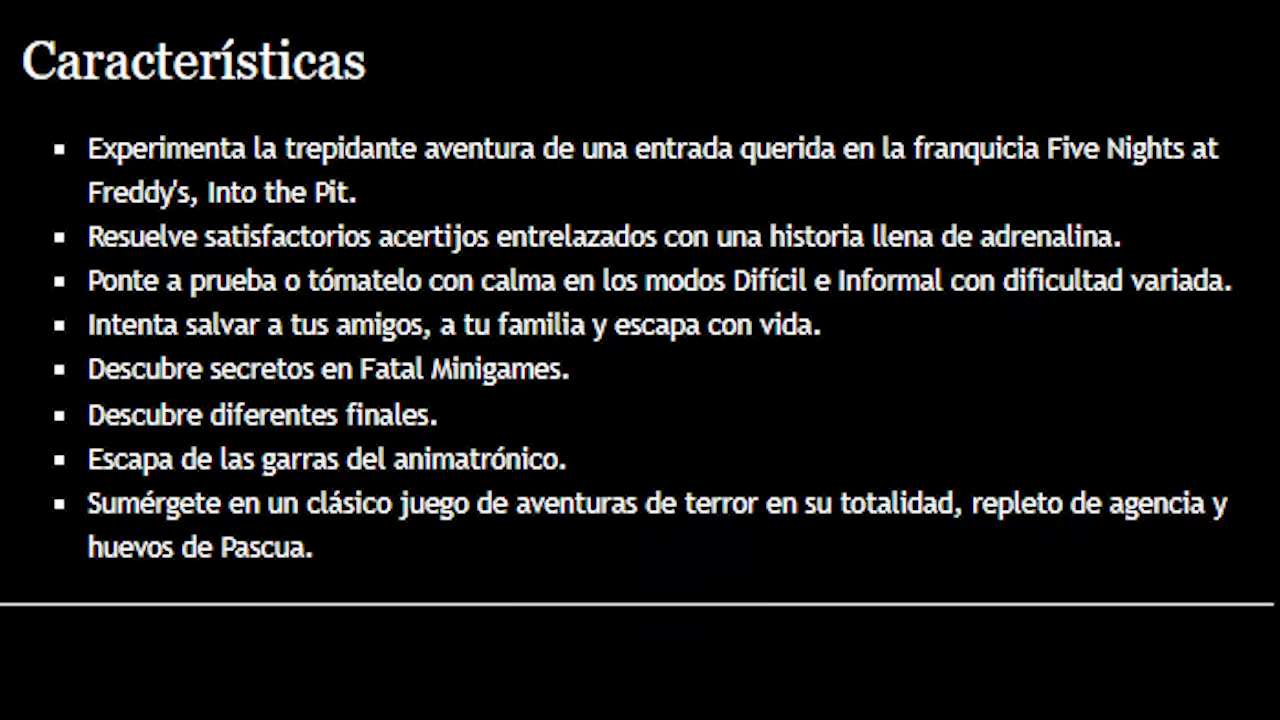 Características
Experimenta la trepidante aventura de una entrada querida en la franquicia Five Nights at
Freddy's, Into the Pit.
Resuelve satisfactorios acertijos entrelazados con una historia llena de adrenalina.
Ponte a prueba o tómatelo con calma en los modos Difícil e Informal con dificultad variada.
Intenta salvar a tus amigos, a tu familia y escapa con vida.
Descubre secretos en Fatal Minigames.
Descubre diferentes finales.
Escapa de las garras del animatrónico.
Sumérgete en un clásico juego de aventuras de terror en su totalidad, repleto de agencia y
huevos de Pascua.